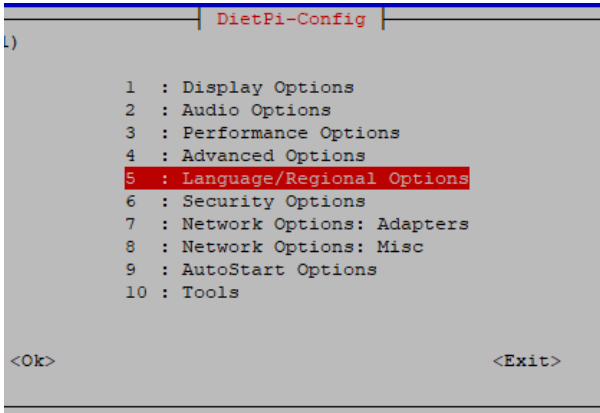 DietPi-Config
1)
1 : Display Options
2 : Audio Options
3 : Performance Options
4 : Advanced Options
5 : Language/Regional Options
6 : Security Options
7 : Network Options: Adapters
8 : Network Options: Misc
9 : AutoStart Options
10 : Tools
<Ok> <Exit>